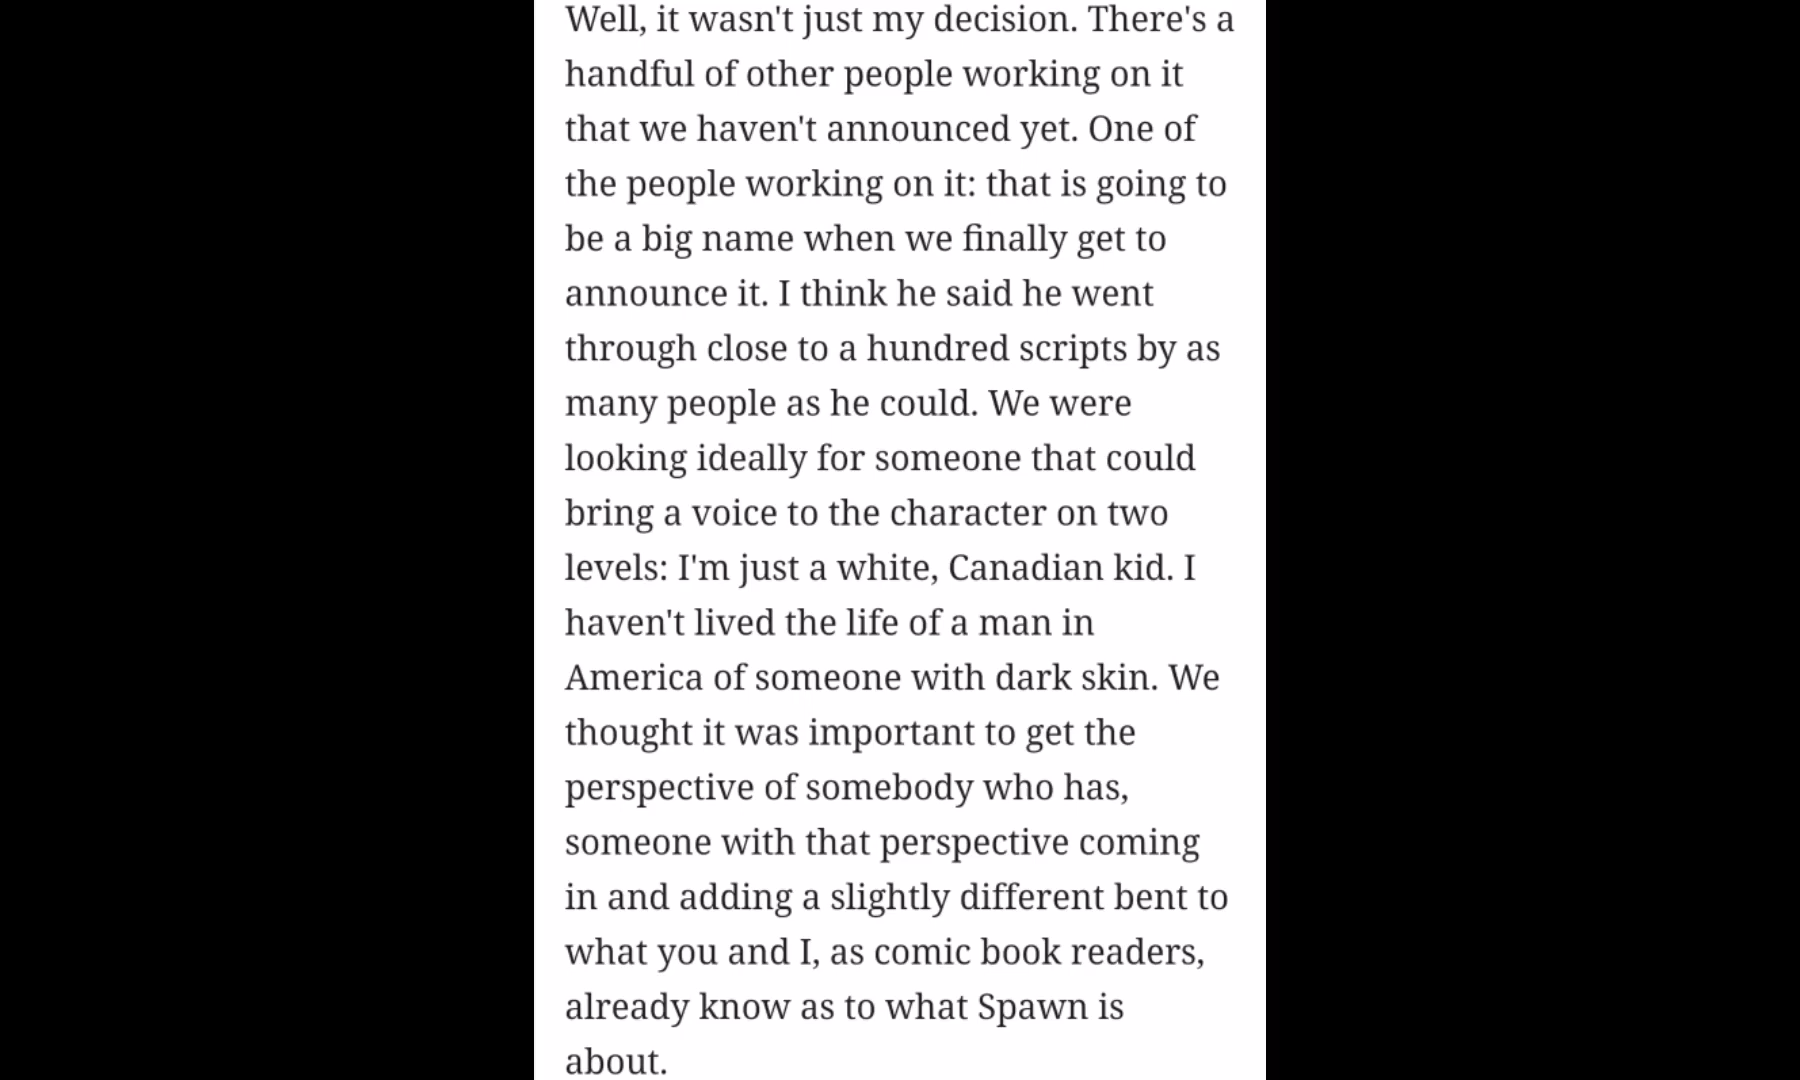 Well, it wasn't just my decision. There's a
handful of other people working on it
that we haven't announced yet. One of
the people working on it: that is going to
be a big name when we finally get to
announce it. I think he said he went
through close to a hundred scripts by as
many people as he could. We were
looking ideally for someone that could
bring a voice to the character on two
levels: I'm just a white, Canadian kid. I
haven't lived the life of a man in
America of someone with dark skin. We
thought it was important to get the
perspective of somebody who has,
someone with that perspective coming
in and adding a slightly different bent to
what you and I, as comic book readers,
already know as to what Spawn is
about.